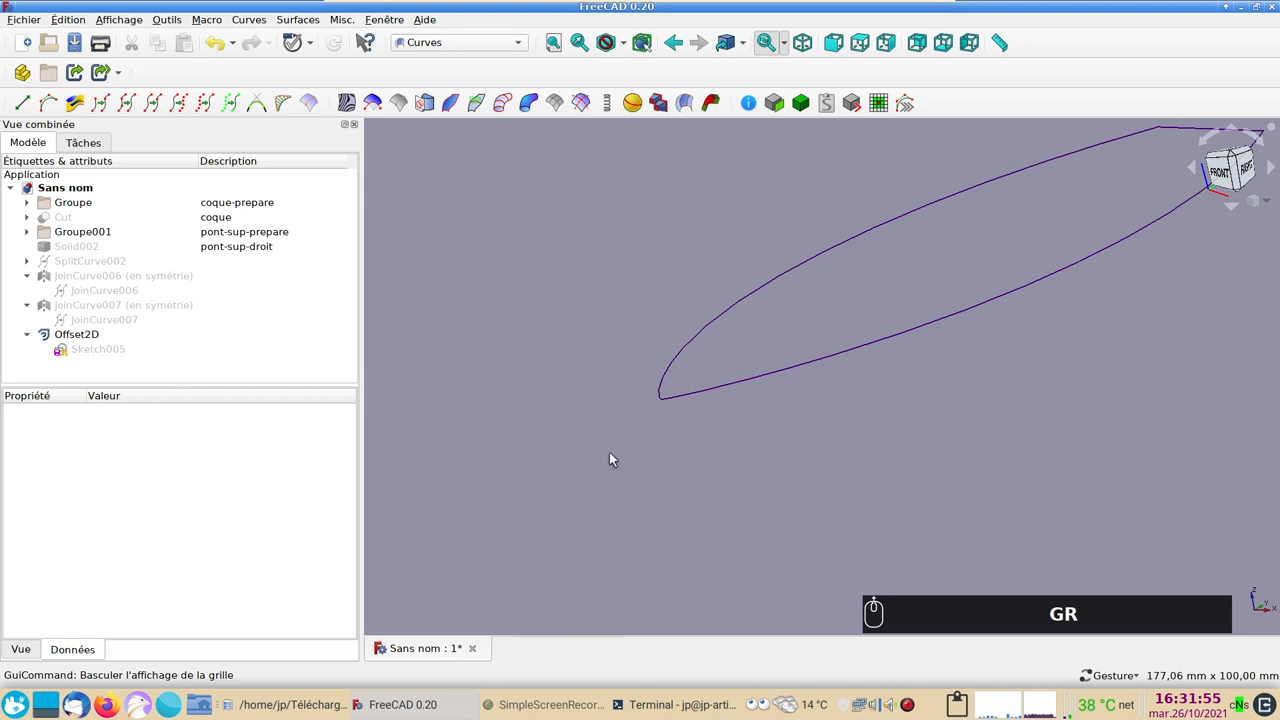 FreeCAD 0.20
Fichier Édition Affichage Outils Macro Curves Surfaces Misc. Fenêtre Aide
Curves
Vue combinée
Modèle Tâches
Étiquettes & attributs Description
Application
Sans nom
Groupe coque-prepare
Cut coque
Groupe001 pont-sup-prepare
Solid002 pont-sup-droit
SplitCurve002
JoinCurve006 (en symétrie)
JoinCurve006
JoinCurve007 (en symétrie)
JoinCurve007
Offset2D
Sketch005
Propriété Valeur
FRONT RIGHT
Z
Y
X
GR
Vue Données
Sans nom : 1*
GuiCommand: Basculer l'affichage de la grille
Gesture 177,06 mm x 100,00 mm
/home/jp/Télécharg... FreeCAD 0.20 SimpleScreenRecor... Terminal - jp@jp-arti... 14 °C 38 °C net 16:31:55
mar.26/10/2021